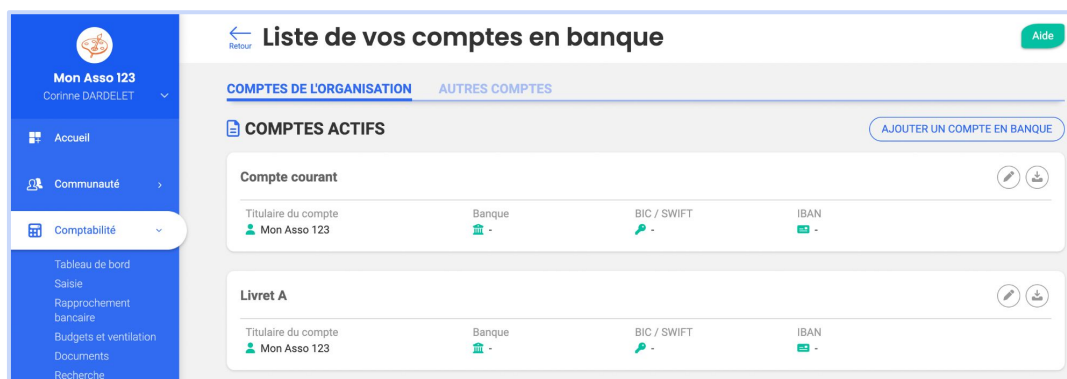 Mon Asso 123
Corinne DARDELET
Accueil
Communauté
Comptabilité
Tableau de bord
Saisie
Rapprochement
bancaire
Budgets et ventilation
Documents
Recherche
Retour
Liste de vos comptes en banque
Aide
COMPTES DE L'ORGANISATION AUTRES COMPTES
COMPTES ACTIFS
AJOUTER UN COMPTE EN BANQUE
Compte courant
Titulaire du compte Banque BIC / SWIFT IBAN
Mon Asso 123 - - -
Livret A
Titulaire du compte Banque BIC / SWIFT IBAN
Mon Asso 123 - - -